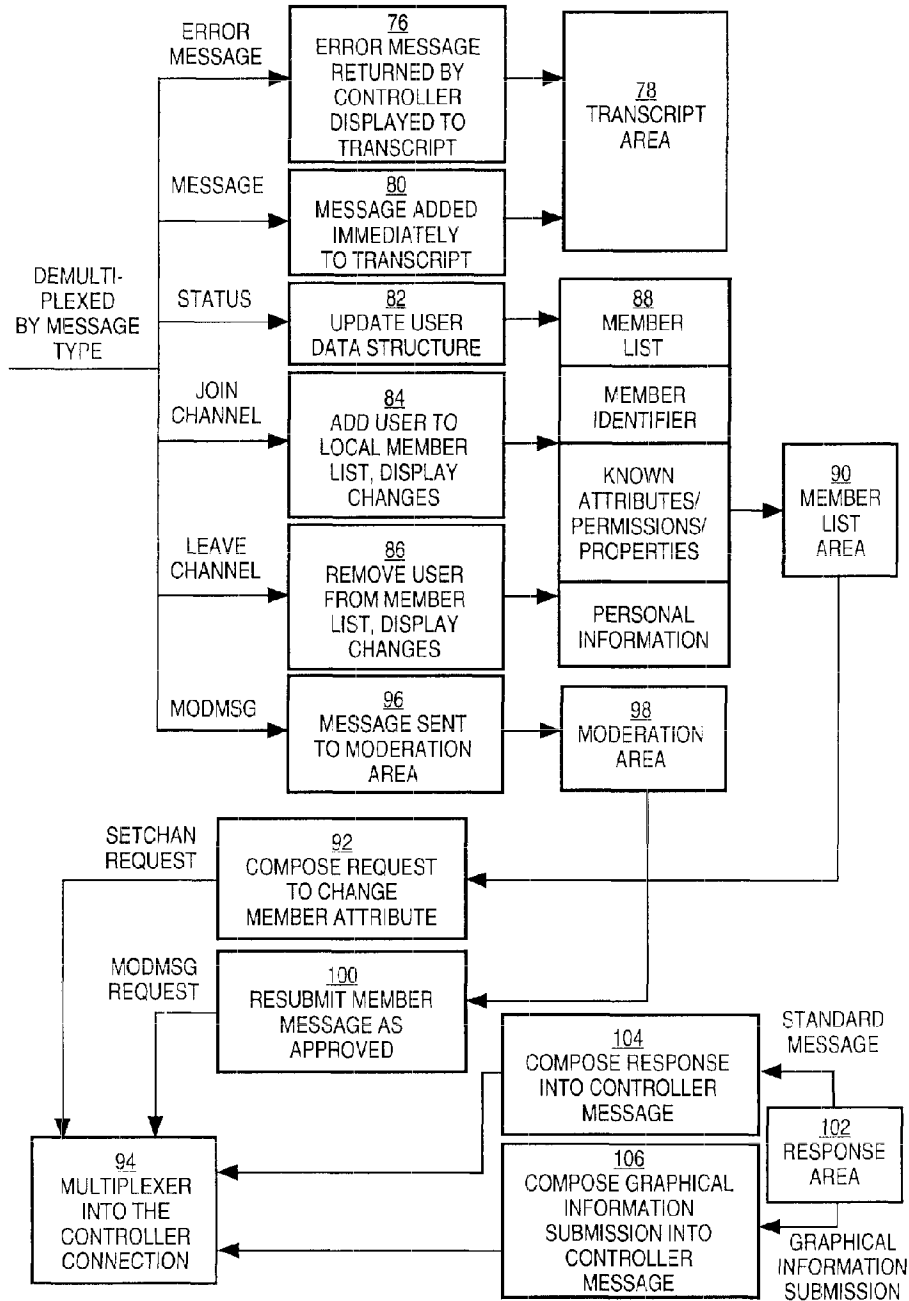 ERROR
MESSAGE
76
ERROR MESSAGE
RETURNED BY
CONTROLLER
DISPLAYED TO
TRANSCRIPT
78
TRANSCRIPT
AREA
MESSAGE
80
MESSAGE ADDED
IMMEDIATELY
TO TRANSCRIPT
DEMULTI-
PLEXED
BY MESSAGE
TYPE
STATUS
82
UPDATE USER
DATA STRUCTURE
88
MEMBER
LIST
MEMBER
IDENTIFIER
KNOWN
ATTRIBUTES/
PERMISSIONS/
PROPERTIES
PERSONAL
INFORMATION
JOIN
CHANNEL
84
ADD USER TO
LOCAL MEMBER
LIST, DISPLAY
CHANGES
90
MEMBER
LIST
AREA
LEAVE
CHANNEL
86
REMOVE USER
FROM MEMBER
LIST, DISPLAY
CHANGES
MODMSG
96
MESSAGE SENT
TO MODERATION
AREA
98
MODERATION
AREA
SETCHAN
REQUEST
92
COMPOSE REQUEST
TO CHANGE
MEMBER ATTRIBUTE
MODMSG
REQUEST
100
RESUBMIT MEMBER
MESSAGE AS
APPROVED
104
COMPOSE RESPONSE
INTO CONTROLLER
MESSAGE
STANDARD
MESSAGE
102
RESPONSE
AREA
94
MULTIPLEXER
INTO THE
CONTROLLER
CONNECTION
106
COMPOSE GRAPHICAL
INFORMATION
SUBMISSION INTO
CONTROLLER
MESSAGE
GRAPHICAL
INFORMATION
SUBMISSION